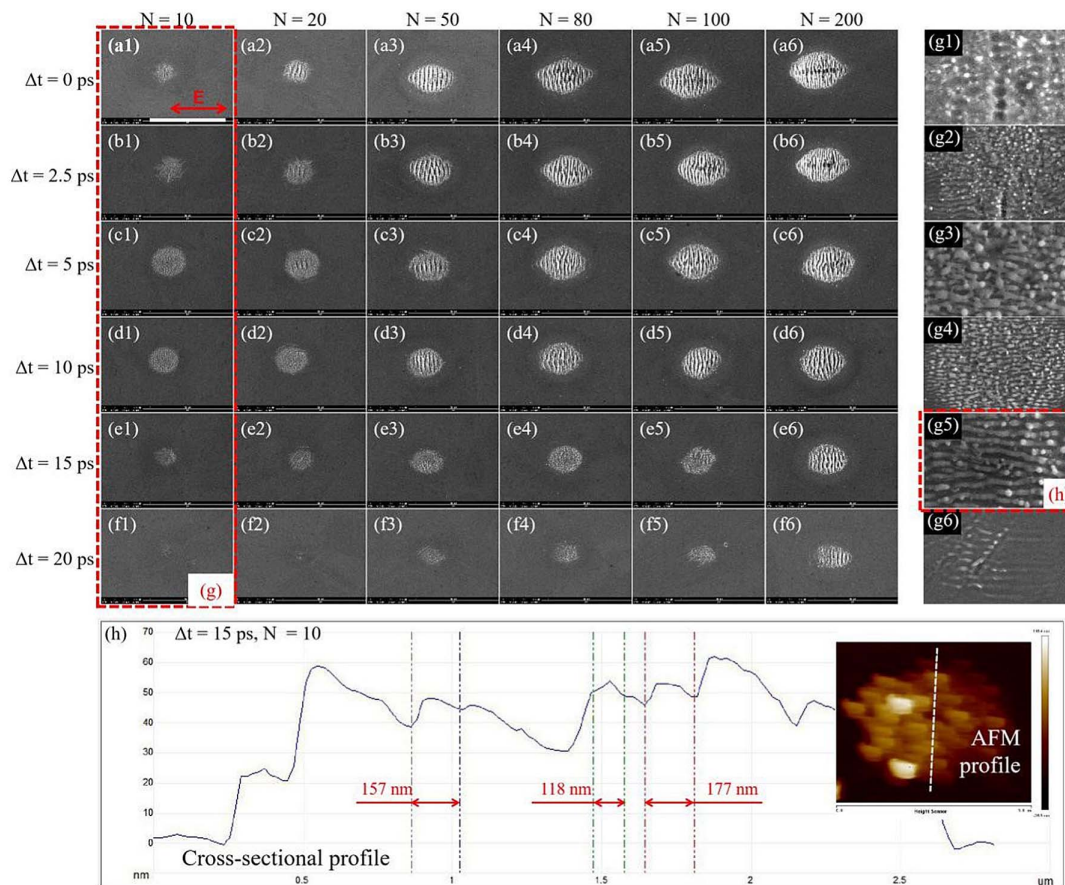 N = 10 N = 20 N = 50 N = 80 N = 100 N = 200
Δt = 0 ps (a1) (a2) (a3) (a4) (a5) (a6) (g1)
E
Δt = 2.5 ps (b1) (b2) (b3) (b4) (b5) (b6) (g2)
Δt = 5 ps (c1) (c2) (c3) (c4) (c5) (c6) (g3)
Δt = 10 ps (d1) (d2) (d3) (d4) (d5) (d6) (g4)
Δt = 15 ps (e1) (e2) (e3) (e4) (e5) (e6) (g5)
(h)
Δt = 20 ps (f1) (f2) (f3) (f4) (f5) (f6) (g6)
(g)
(h) Δt = 15 ps, N = 10
70
60
50
40
30
20
10
0
nm
157 nm 118 nm 177 nm
AFM
profile
Height Sensor
Cross-sectional profile
0.5 1 1.5 2 2.5 um